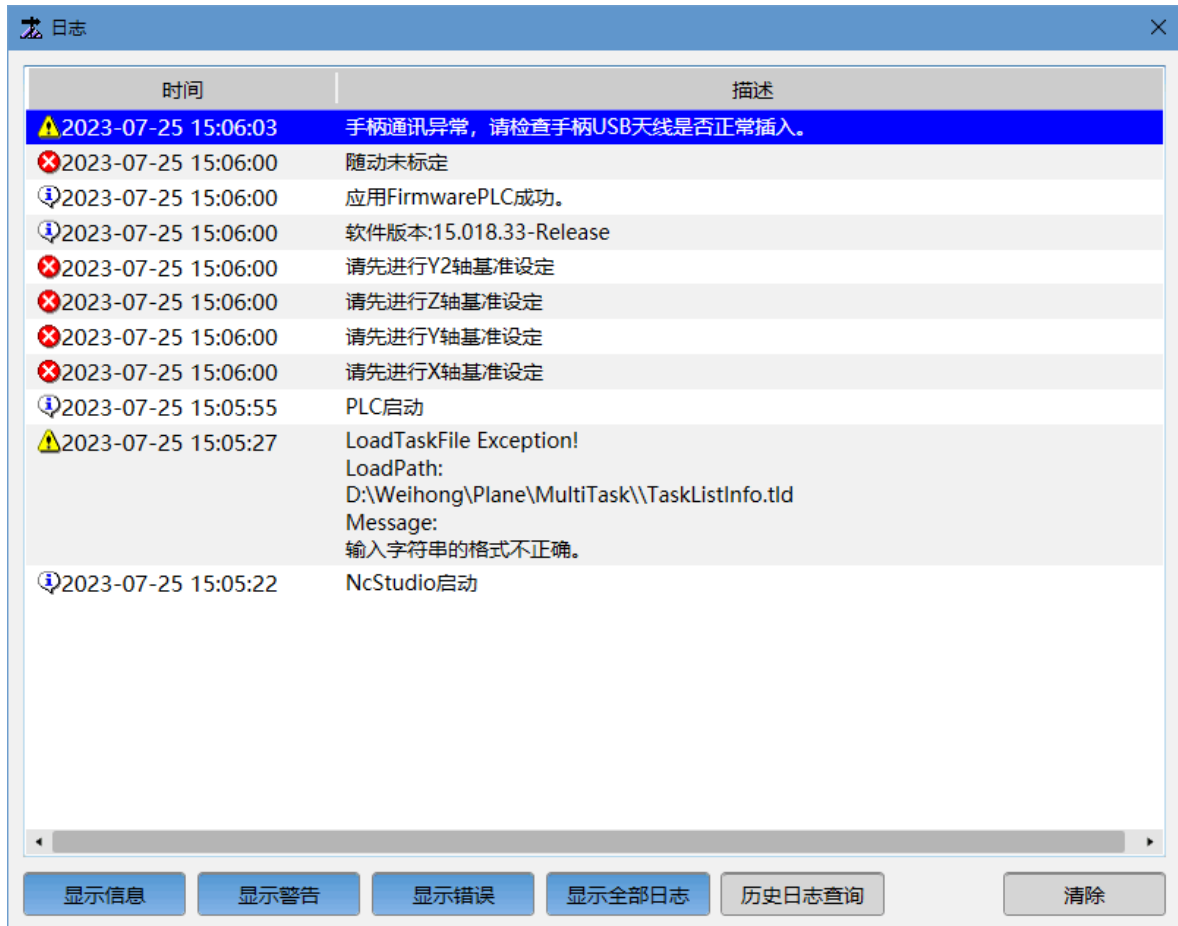 日志
时间 描述
2023-07-25 15:06:03 手柄通讯异常，请检查手柄USB天线是否正常插入。
2023-07-25 15:06:00 随动未标定
2023-07-25 15:06:00 应用FirmwarePLC成功。
2023-07-25 15:06:00 软件版本:15.018.33-Release
2023-07-25 15:06:00 请先进行Y2轴基准设定
2023-07-25 15:06:00 请先进行Z轴基准设定
2023-07-25 15:06:00 请先进行Y轴基准设定
2023-07-25 15:06:00 请先进行X轴基准设定
2023-07-25 15:05:55 PLC启动
2023-07-25 15:05:27 LoadTaskFile Exception!
LoadPath:
D:\Weihong\Plane\MultiTask\\TaskListInfo.tld
Message:
输入字符串的格式不正确。
2023-07-25 15:05:22 NcStudio启动
显示信息 显示警告 显示错误 显示全部日志 历史日志查询 清除